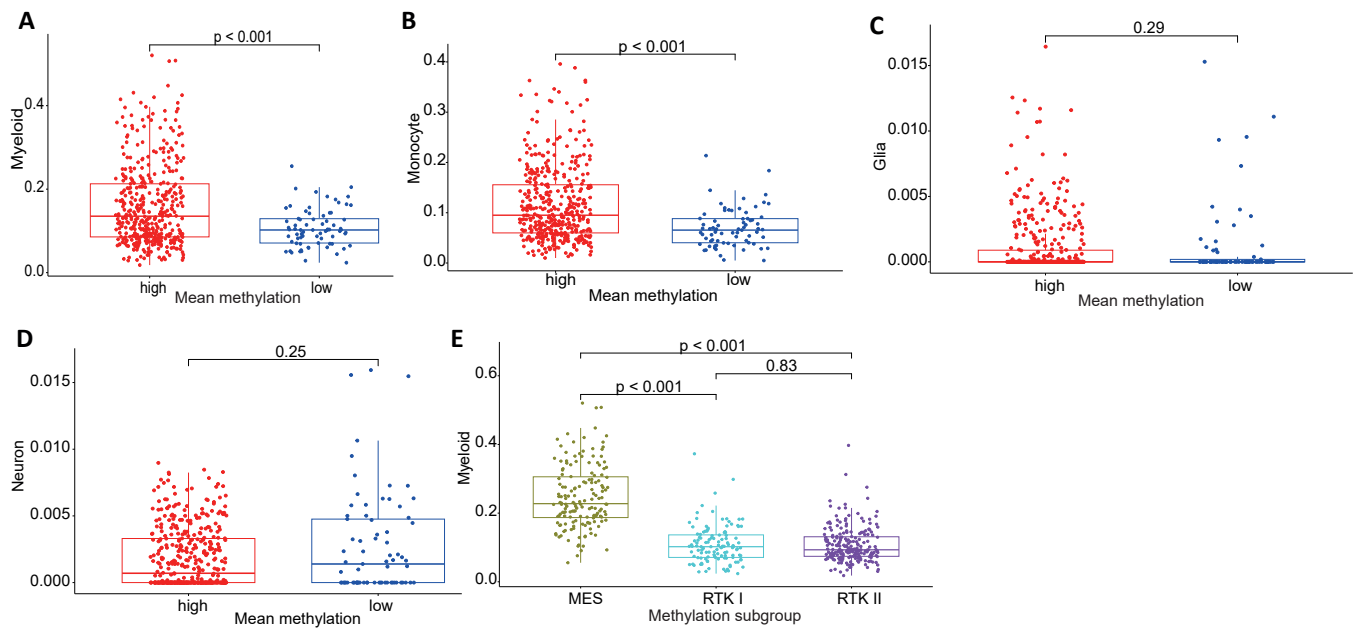 A
p < 0.001
Myeloid
0.4
0.2
0.0
high
low
Mean methylation
B
p < 0.001
Monocyte
0.4
0.3
0.2
0.1
0.0
high
low
Mean methylation
C
0.29
Glia
0.015
0.010
0.005
0.000
high
low
Mean methylation
D
0.25
Neuron
0.015
0.010
0.005
0.000
high
low
Mean methylation
E
p < 0.001
0.83
p < 0.001
Myeloid
0.6
0.4
0.2
0.0
MES
RTK I
RTK II
Methylation subgroup